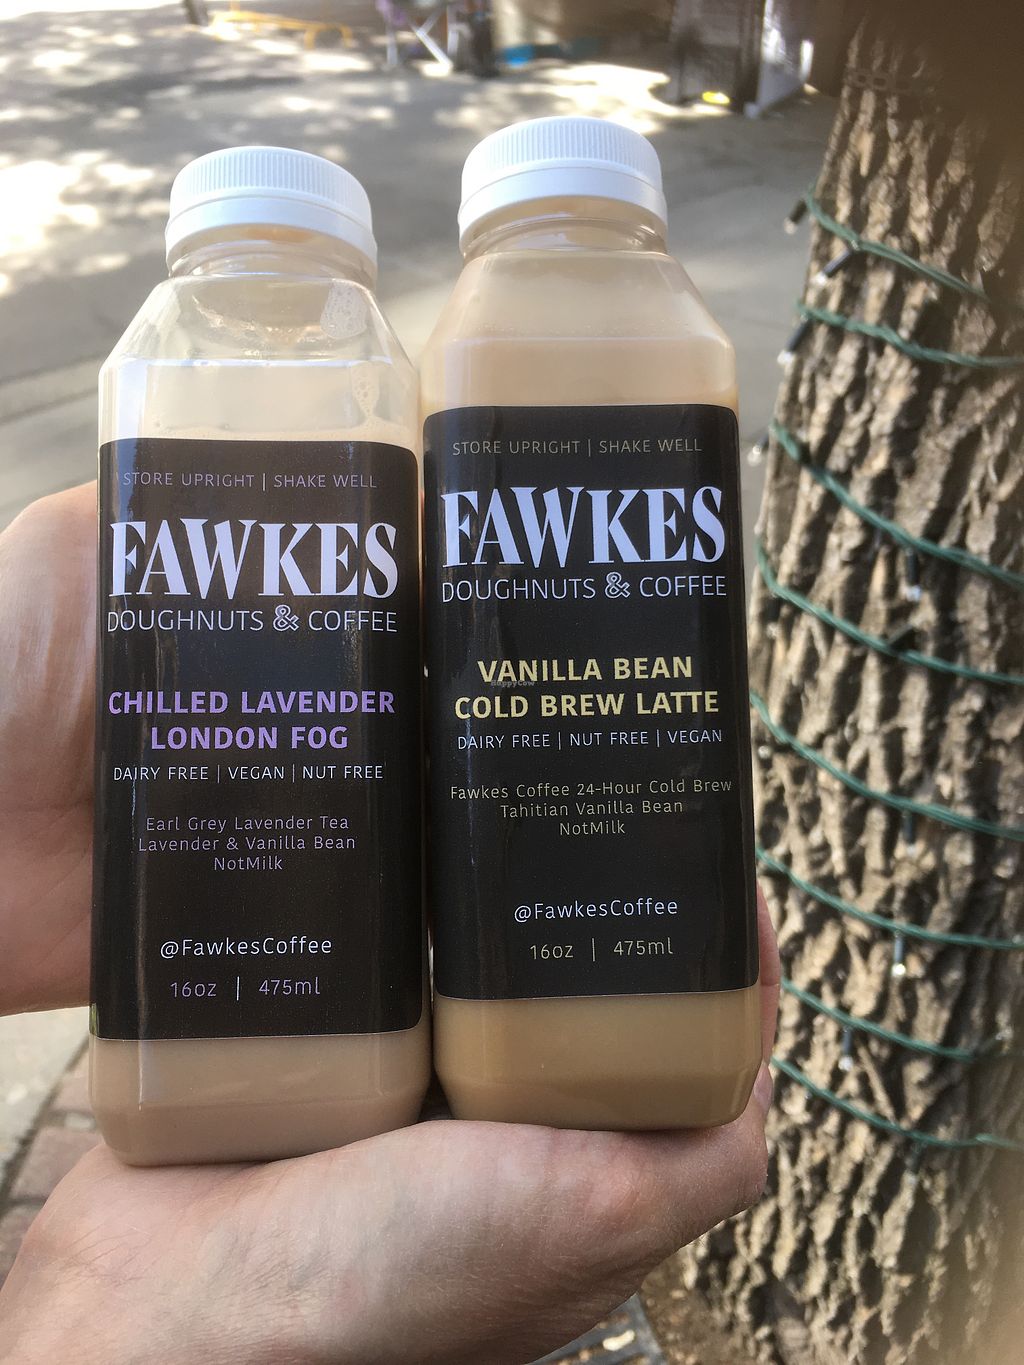 STORE UPRIGHT | SHAKE WELL
FAWKES
DOUGHNUTS & COFFEE
CHILLED LAVENDER
LONDON FOG
DAIRY FREE | VEGAN | NUT FREE
Earl Grey Lavender Tea
Lavender & Vanilla Bean
NotMilk
@FawkesCoffee
16oz | 475ml
STORE UPRIGHT | SHAKE WELL
FAWKES
DOUGHNUTS & COFFEE
VANILLA BEAN
HappyCow
COLD BREW LATTE
DAIRY FREE | NUT FREE | VEGAN
Fawkes Coffee 24-Hour Cold Brew
Tahitian Vanilla Bean
NotMilk
@FawkesCoffee
16oz | 475ml